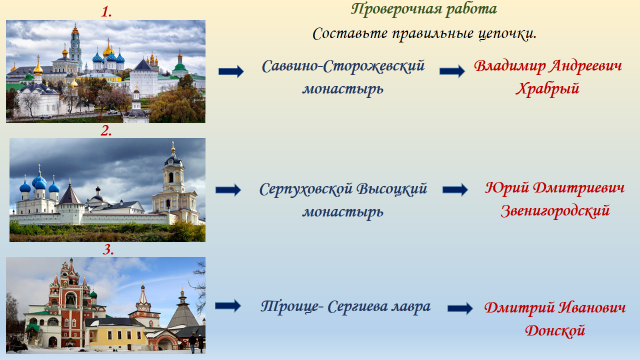 Проверочная работа
Составьте правильные цепочки.
1.
Саввино-Сторожевский
монастырь
Владимир Андреевич
Храбрый
2.
Серпуховской Высоцкий
монастырь
Юрий Дмитриевич
Звенигородский
3.
Троице- Сергиева лавра
Дмитрий Иванович
Донской